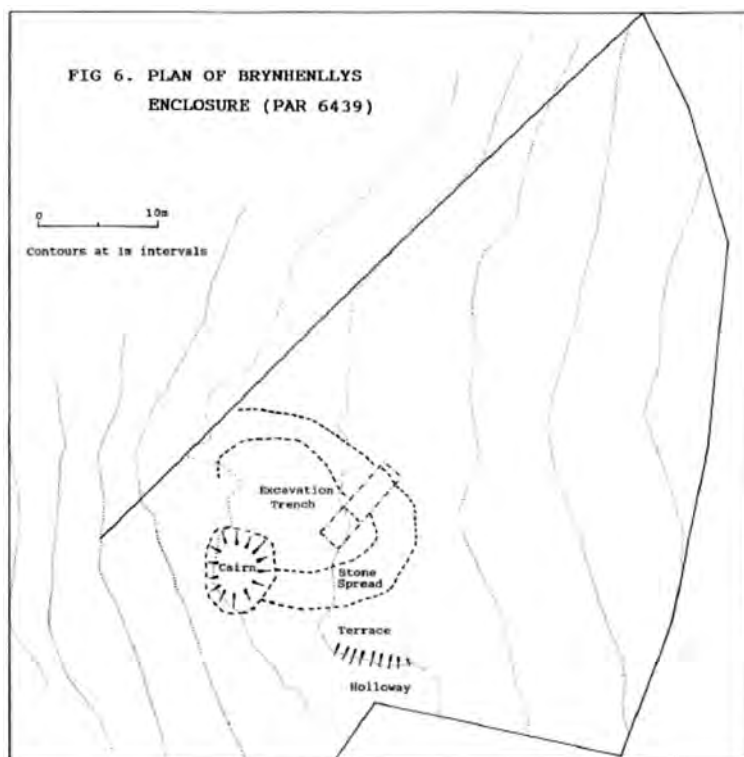 FIG 6. PLAN OF BRYNHENLLYS
ENCLOSURE (PAR 6439)
0 10m
Contours at 1m intervals
Excavation
Trench
Cairn
Stone
Spread
Terrace
Holloway